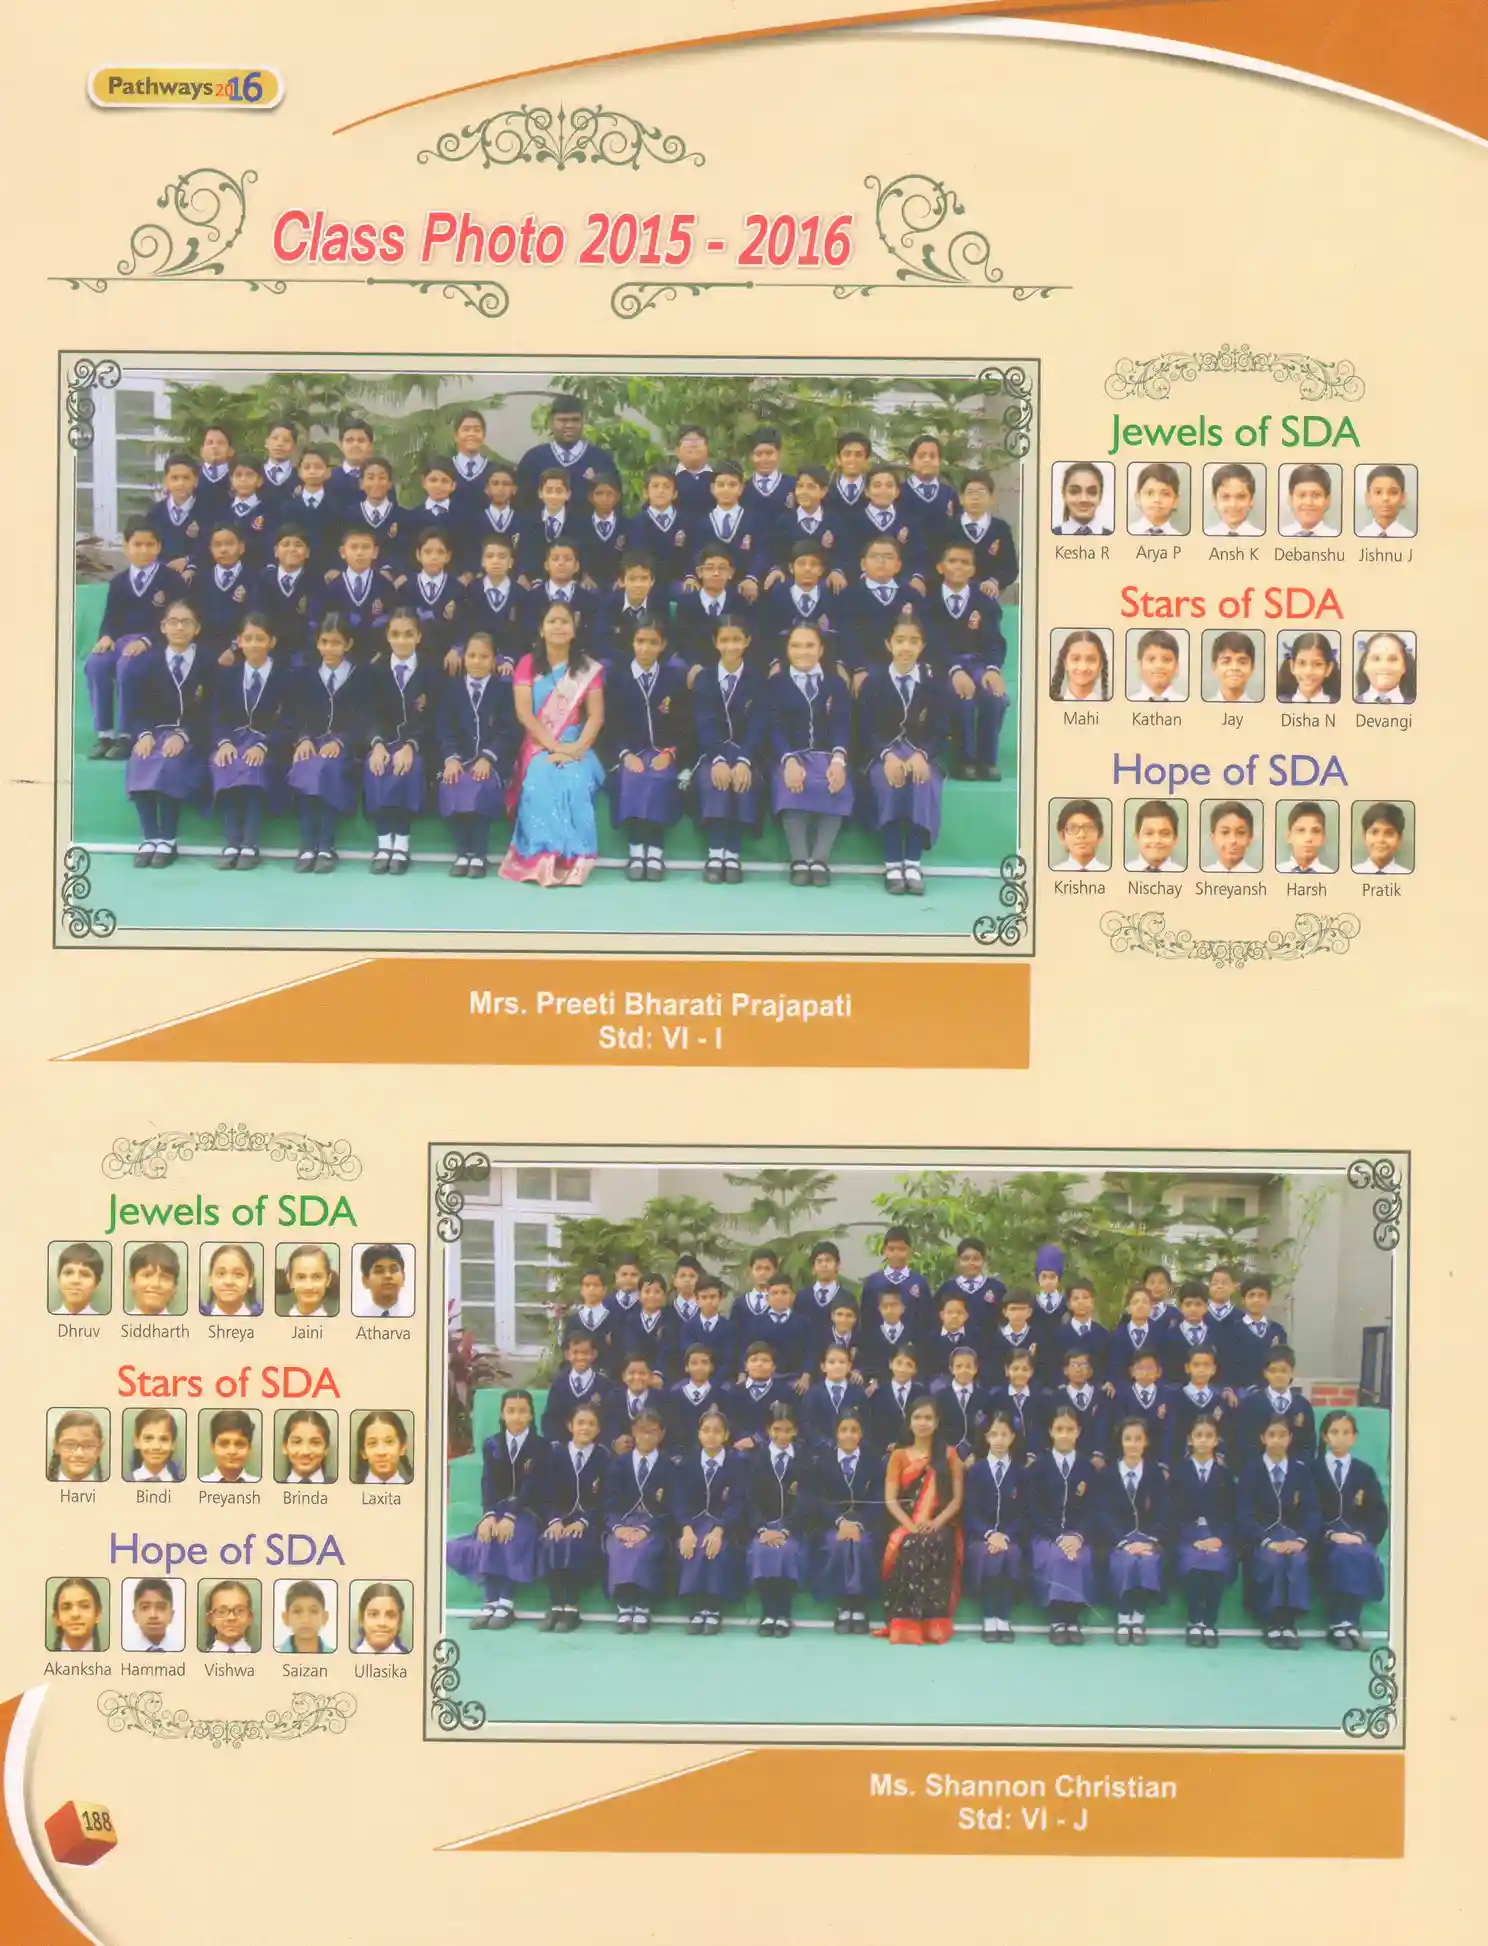 Pathways 2016
Class Photo 2015 - 2016
Jewels of SDA
Kesha R Arya P Ansh K Debanshu Jishnu J
Stars of SDA
Mahi Kathan Jay Disha N Devangi
Hope of SDA
Krishna Nischay Shreyansh Harsh Pratik
Mrs. Preeti Bharati Prajapati
Std: VI - I
Jewels of SDA
Dhruv Siddharth Shreya Jaini Atharva
Stars of SDA
Harvi Bindi Preyansh Brinda Laxita
Hope of SDA
Akanksha Hammad Vishwa Saizan Ullasika
Ms. Shannon Christian
Std: VI - J
188